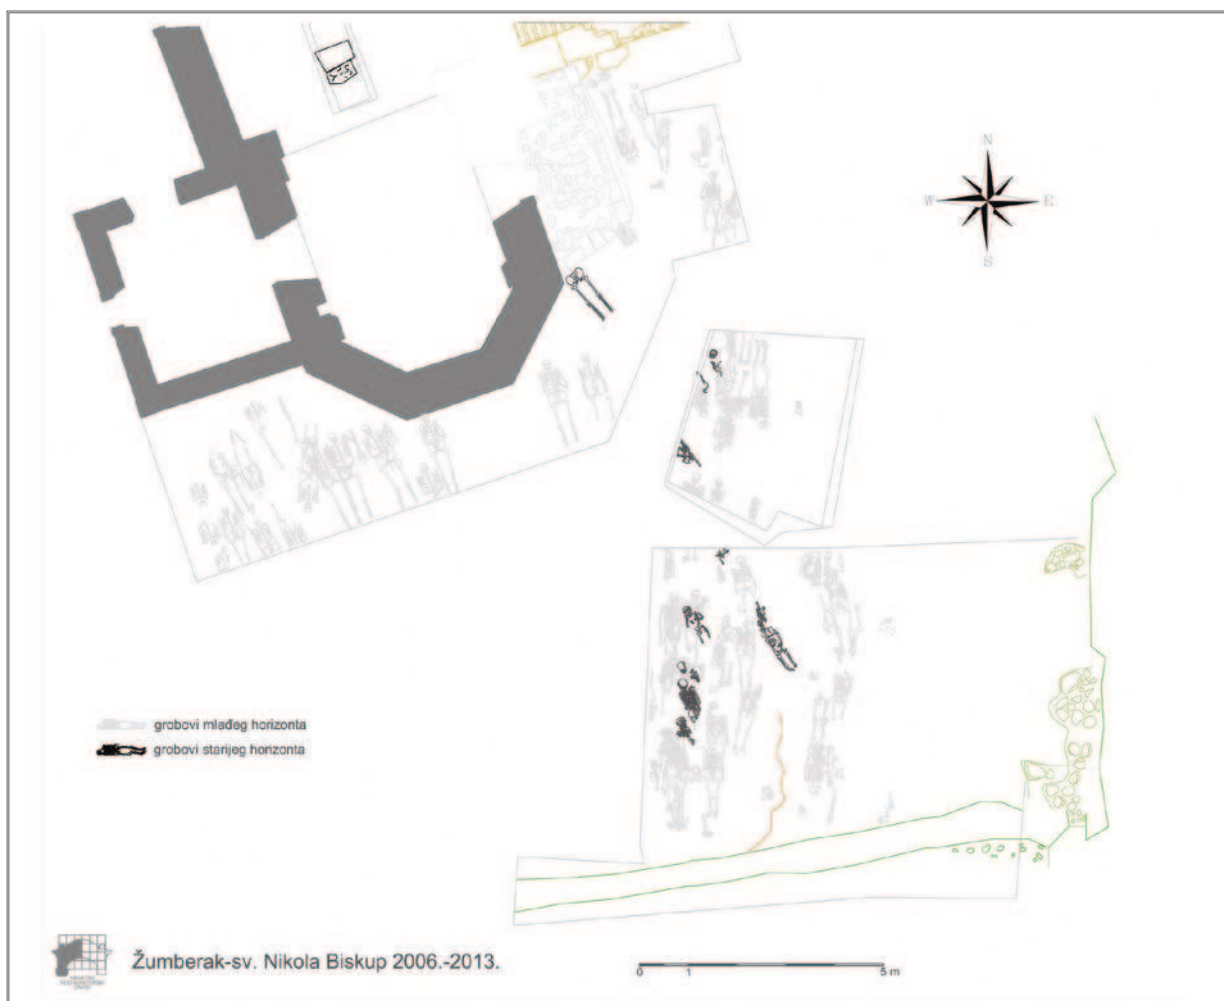 N
W E
S
grobovi mlađeg horizonta
grobovi starijeg horizonta
Žumberak-sv. Nikola Biskup 2006.-2013.
0 1 5 m